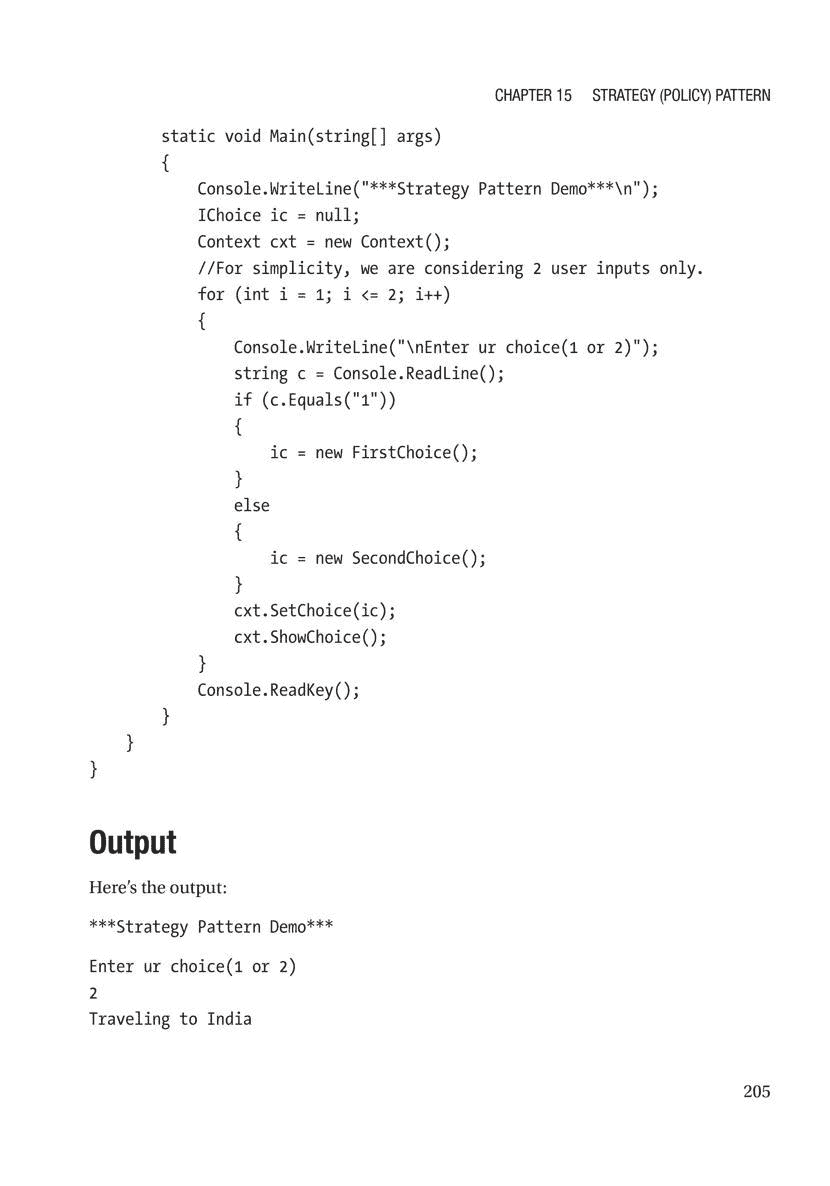 CHAPTER 15 STRATEGY (POLICY) PATTERN
static void Main(string[] args)
{
Console.WriteLine("***Strategy Pattern Demo***\n");
IChoice ic = null;
Context cxt = new Context();
//For simplicity, we are considering 2 user inputs only.
for (int i = 1; i <= 2; i++)
{
Console.WriteLine("\nEnter ur choice(1 or 2)");
string c = Console.ReadLine();
if (c.Equals("1"))
{
ic = new FirstChoice();
}
else
{
ic = new SecondChoice();
}
cxt.SetChoice(ic);
cxt.ShowChoice();
}
Console.ReadKey();
}
}
}
Output
Here’s the output:
***Strategy Pattern Demo***
Enter ur choice(1 or 2)
2
Traveling to India
205